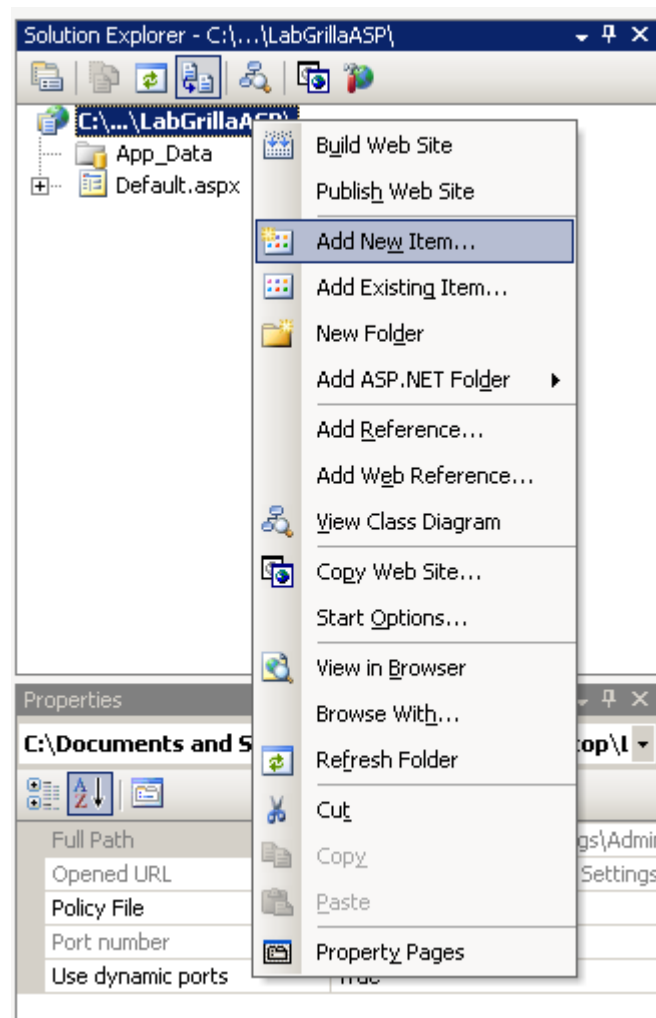 Solution Explorer - C:\...\LabGrillaASP\
C:\...\LabGrillaASP\
App_Data
Default.aspx
Build Web Site
Publish Web Site
Add New Item...
Add Existing Item...
New Folder
Add ASP.NET Folder
Add Reference...
Add Web Reference...
View Class Diagram
Copy Web Site...
Start Options...
View in Browser
Browse With...
Refresh Folder
Cut
Copy
Paste
Property Pages
Properties
C:\Documents and S top\L
A
Z
Full Path gs\Admin
Opened URL Settings
Policy File
Port number
Use dynamic ports True